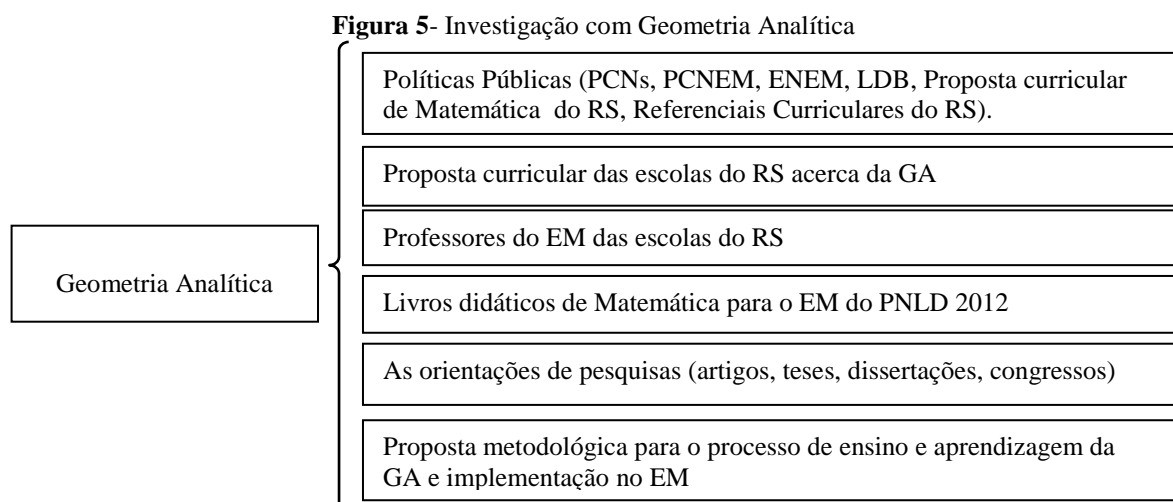 Figura 5- Investigação com Geometria Analítica
Políticas Públicas (PCNs, PCNEM, ENEM, LDB, Proposta curricular
de Matemática do RS, Referenciais Curriculares do RS).
Proposta curricular das escolas do RS acerca da GA
Professores do EM das escolas do RS
Geometria Analítica
Livros didáticos de Matemática para o EM do PNLD 2012
As orientações de pesquisas (artigos, teses, dissertações, congressos)
Proposta metodológica para o processo de ensino e aprendizagem da
GA e implementação no EM